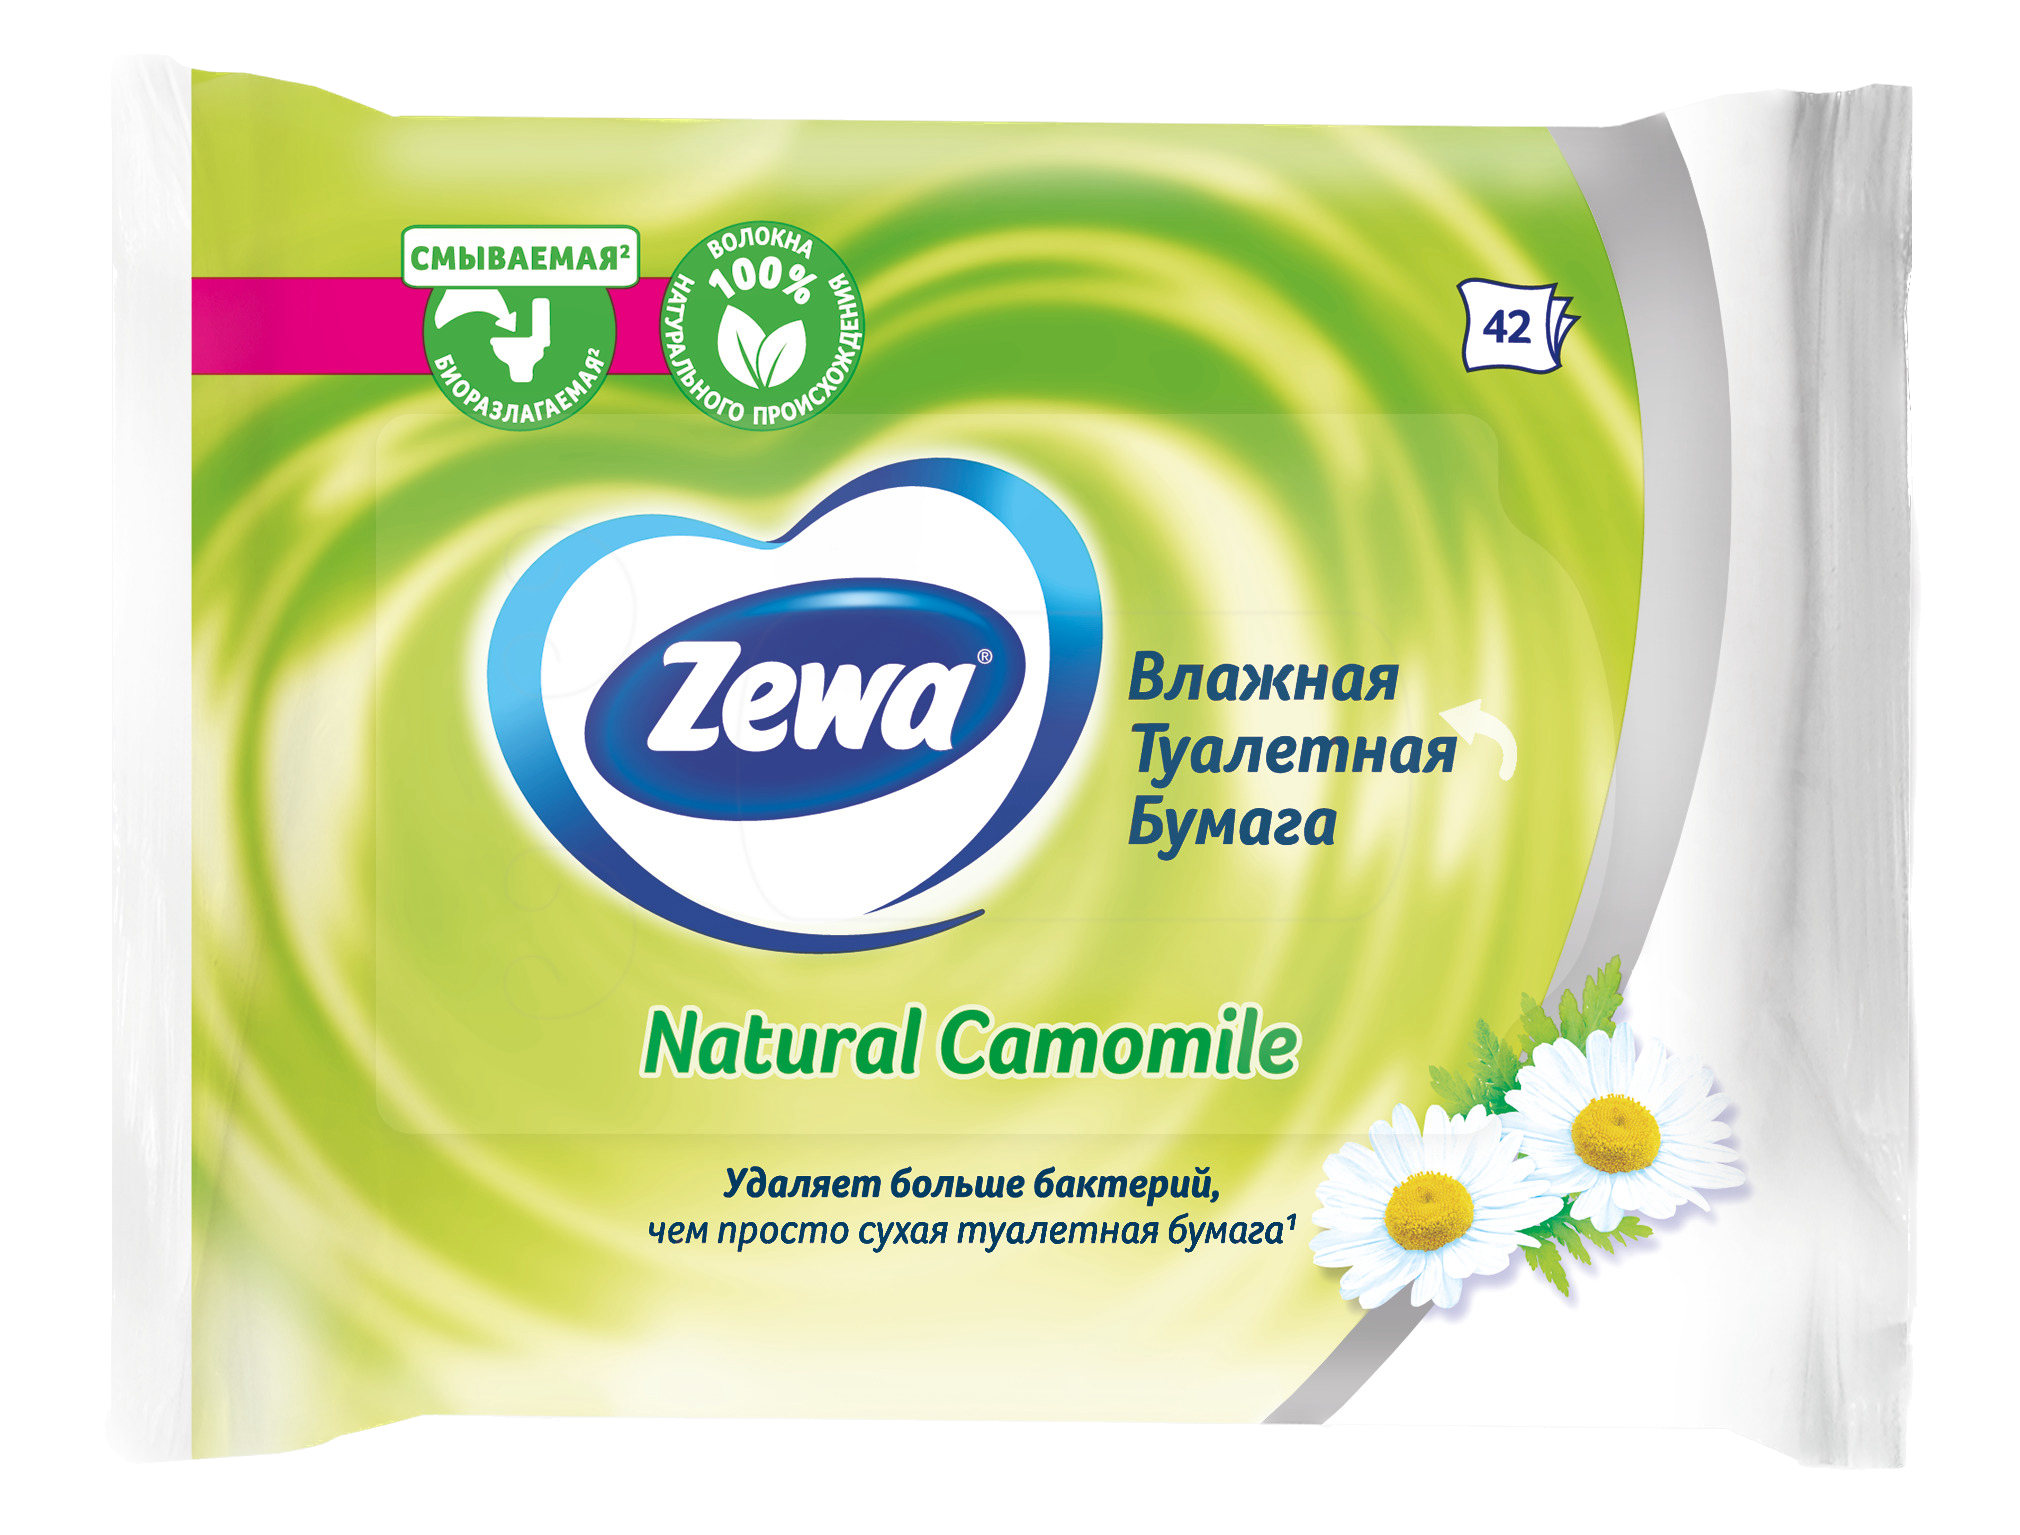 СМЫВАЕМАЯ²
БИОРАЗЛАГАЕМАЯ²
ВОЛОКНА
100%
НАТУРАЛЬНОГО ПРОИСХОЖДЕНИЯ
42
Zewa®
Влажная
Туалетная
Бумага
Natural Camomile
Удаляет больше бактерий,
чем просто сухая туалетная бумага¹